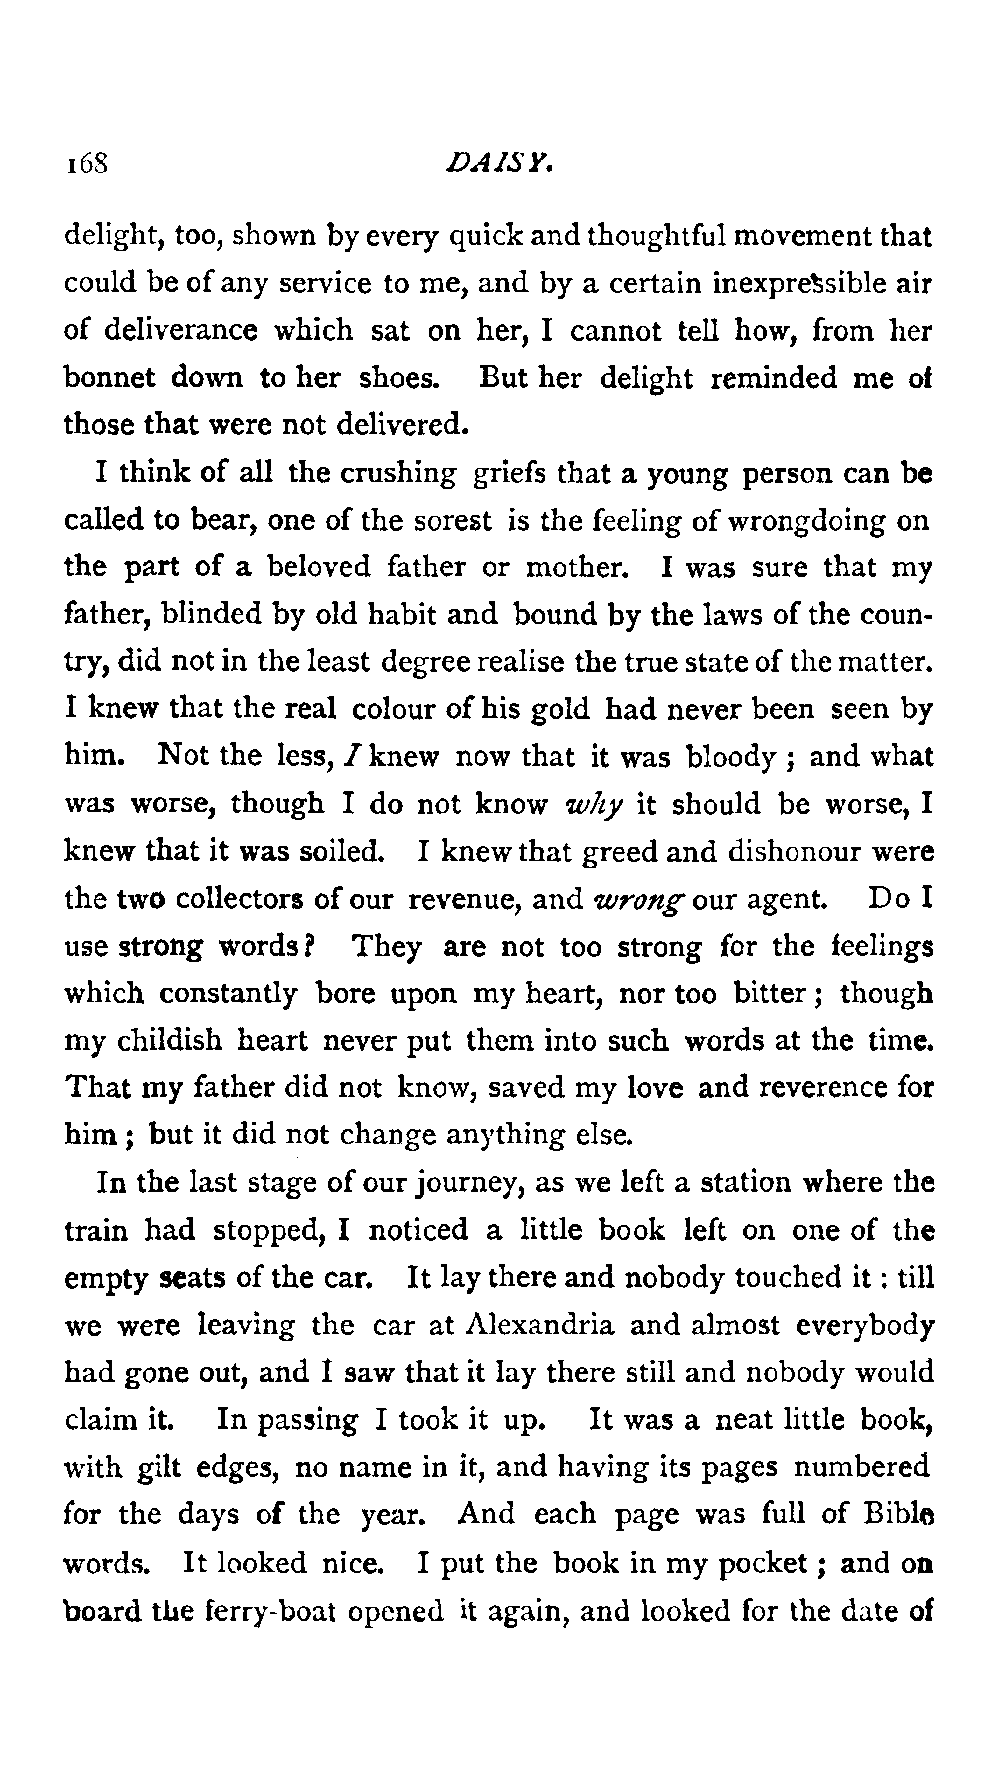 168 DAISY.
delight, too, shown by every quick and thoughtful movement that
could be of any service to me, and by a certain inexpressible air
of deliverance which sat on her, I cannot tell how, from her
bonnet down to her shoes. But her delight reminded me of
those that were not delivered.
I think of all the crushing griefs that a young person can be
called to bear, one of the sorest is the feeling of wrongdoing on
the part of a beloved father or mother. I was sure that my
father, blinded by old habit and bound by the laws of the coun-
try, did not in the least degree realise the true state of the matter.
I knew that the real colour of his gold had never been seen by
him. Not the less, I knew now that it was bloody ; and what
was worse, though I do not know why it should be worse, I
knew that it was soiled. I knew that greed and dishonour were
the two collectors of our revenue, and wrong our agent. Do I
use strong words? They are not too strong for the feelings
which constantly bore upon my heart, nor too bitter ; though
my childish heart never put them into such words at the time.
That my father did not know, saved my love and reverence for
him ; but it did not change anything else.
In the last stage of our journey, as we left a station where the
train had stopped, I noticed a little book left on one of the
empty seats of the car. It lay there and nobody touched it : till
we were leaving the car at Alexandria and almost everybody
had gone out, and I saw that it lay there still and nobody would
claim it. In passing I took it up. It was a neat little book,
with gilt edges, no name in it, and having its pages numbered
for the days of the year. And each page was full of Bible
words. It looked nice. I put the book in my pocket ; and on
board the ferry-boat opened it again, and looked for the date of